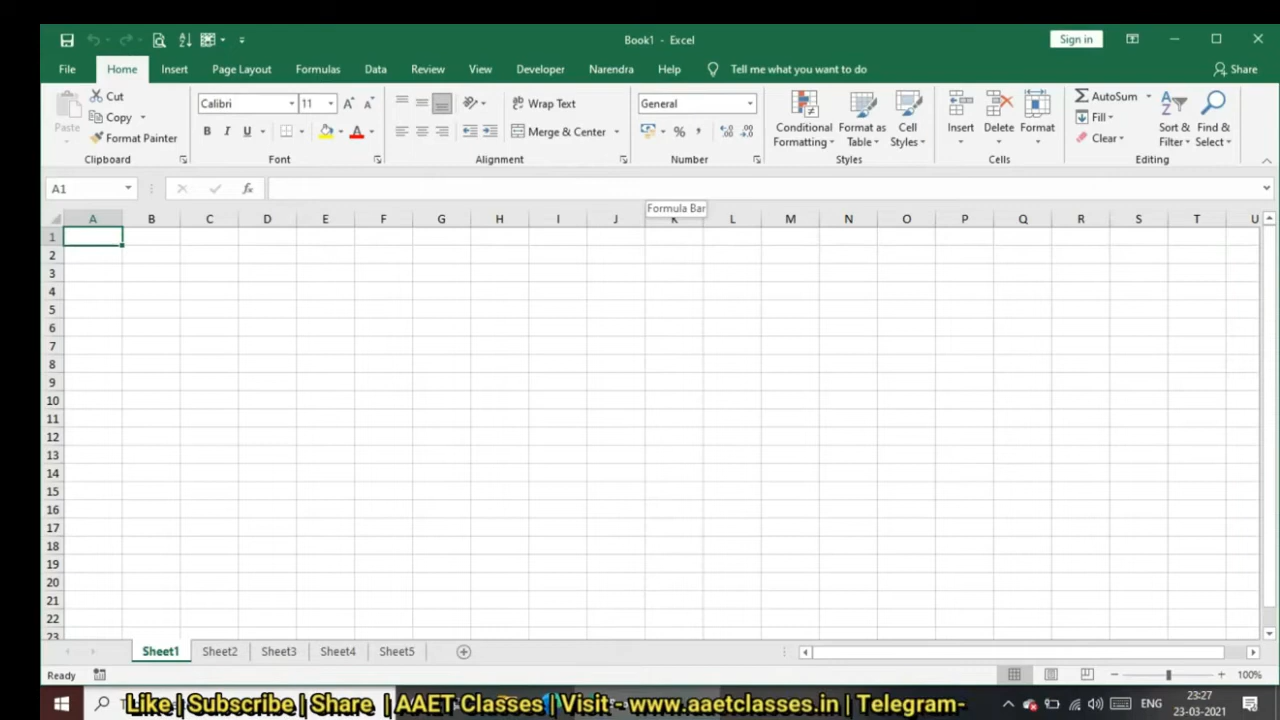 Book1 - Excel
Sign in
File Home Insert Page Layout Formulas Data Review View Developer Narendra Help Tell me what you want to do Share
Paste
Cut
Copy
Format Painter
Clipboard
Calibri 11
B I U
Font
Wrap Text
Merge & Center
Alignment
General
%
Number
Conditional Formatting
Format as Table
Cell Styles
Styles
Insert
Delete
Format
Cells
AutoSum
Fill
Clear
Sort & Filter
Find & Select
Editing
A1
fx
Formula Bar
A B C D E F G H I J K L M N O P Q R S T U
1
2
3
4
5
6
7
8
9
10
11
12
13
14
15
16
17
18
19
20
21
22
23
Sheet1 Sheet2 Sheet3 Sheet4 Sheet5
Ready
100%
Like | Subscribe | Share | AAET Classes | Visit - www.aaetclasses.in | Telegram-
ENG
23:27
23-03-2021